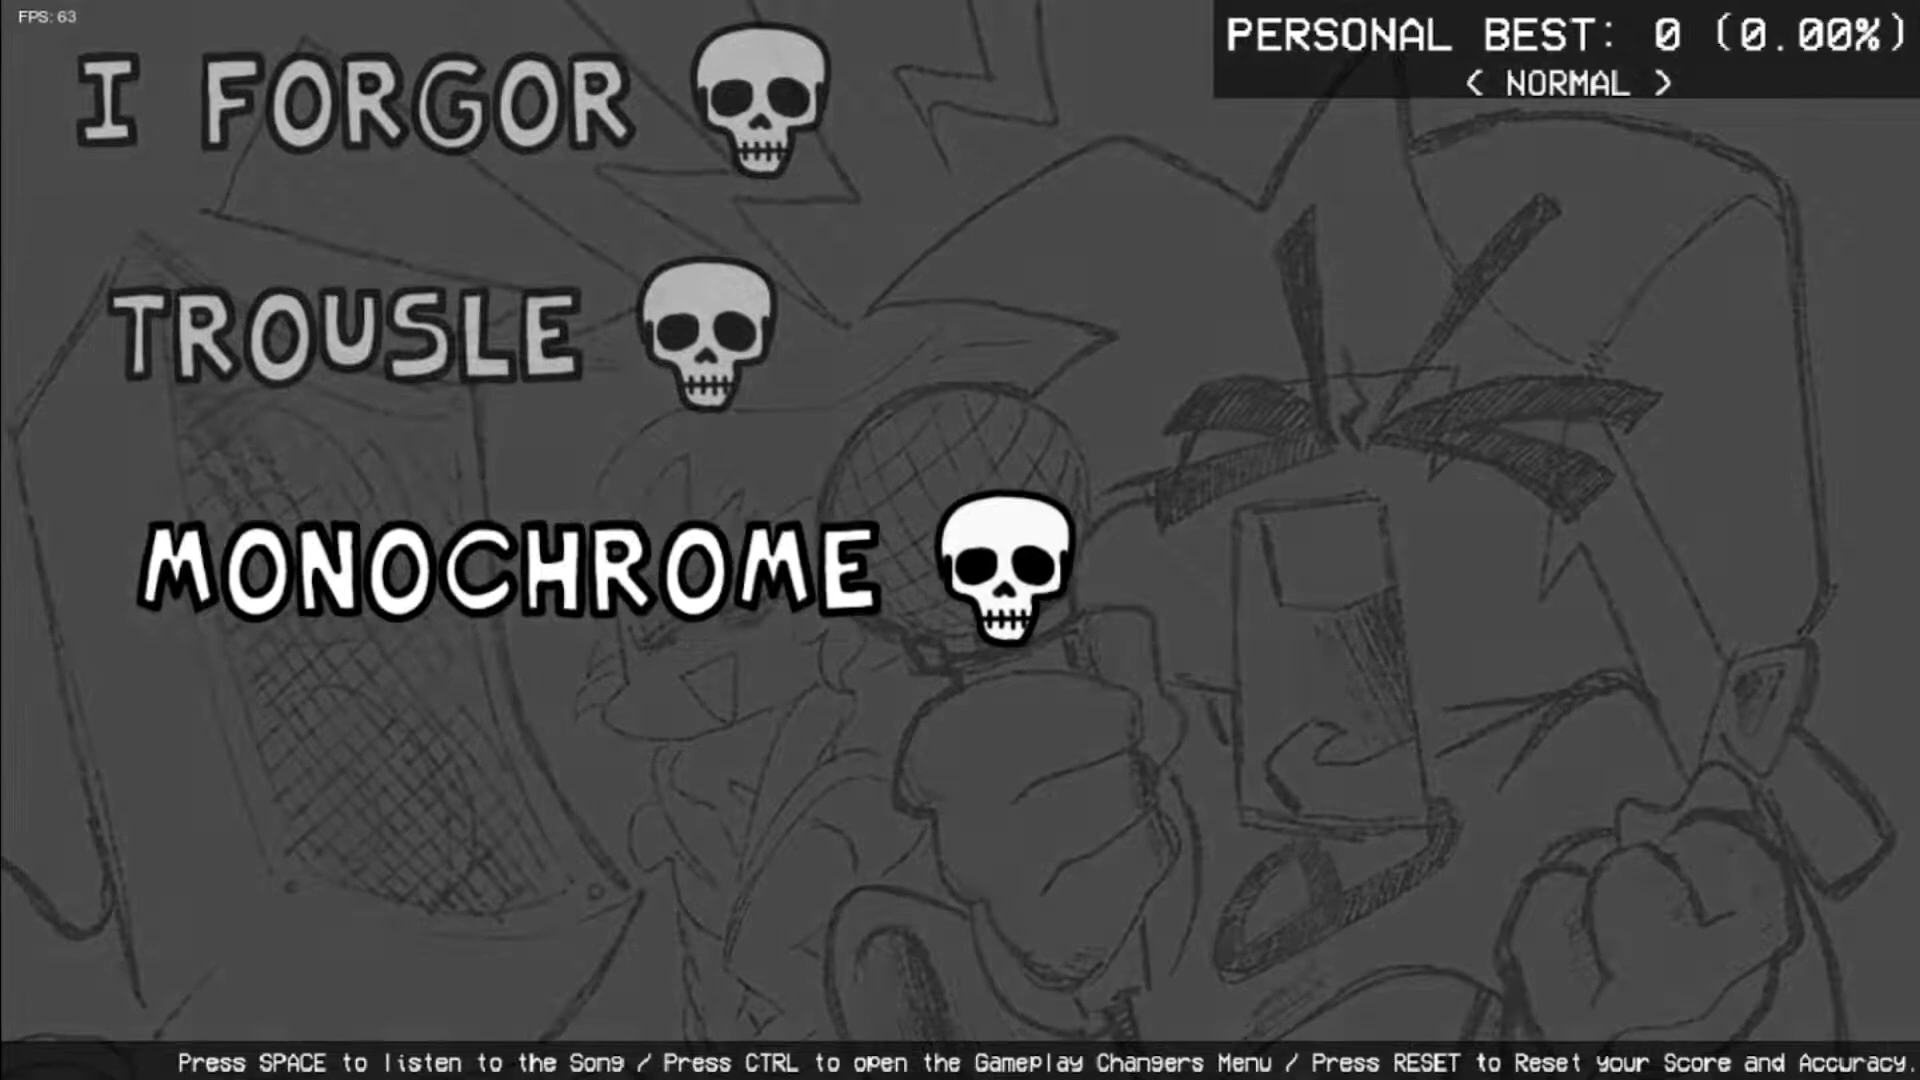 FPS: 63
PERSONAL BEST: 0 (0.00%)
< NORMAL >
I FORGOR
TROUSLE
MONOCHROME
Press SPACE to listen to the Song / Press CTRL to open the Gameplay Changers Menu / Press RESET to Reset your Score and Accuracy.